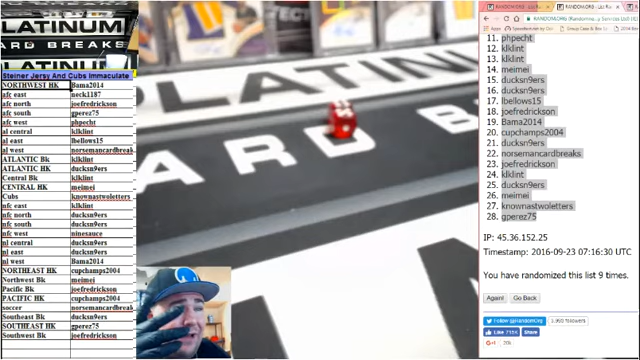 PLATINUM
ARD BREAKS
Steiner Jersy And Cubs Immaculate
NORTHWEST HK Bama2014
afc east neck1187
afc north joefredrickson
afc south gperez75
afc west phpecht
al central klklint
al east lbellows15
al west norsemancardbreak
ATLANTIC Bk klklint
ATLANTIC HK ducksn9ers
Central Bk klklint
CENTRAL HK meimei
Cubs knownastwoletters
nfc east klklint
nfc north ducksn9ers
nfc south ducksn9ers
nfc west ninesauce
nl central ducksn9ers
nl east ducksn9ers
nl west Bama2014
NORTHEAST HK cupchamps2004
Northwest Bk meimei
Pacific Bk joefredrickson
PACIFIC HK cupchamps2004
soccer norsemancardbreak
Southeast Bk ducksn9ers
SOUTHEAST HK gperez75
Southwest Bk joefredrickson
LATINUM
ARD B
11. phpecht
12. klklint
13. klklint
14. meimei
15. ducksn9ers
16. ducksn9ers
17. lbellows15
18. joefredrickson
19. Bama2014
20. cupchamps2004
21. ducksn9ers
22. norsemancardbreaks
23. joefredrickson
24. klklint
25. ducksn9ers
26. meimei
27. knownastwoletters
28. gperez75
IP: 45.36.152.25
Timestamp: 2016-09-23 07:16:30 UTC
You have randomized this list 9 times.
Again! Go Back
Follow @RandomOrg
Like Share